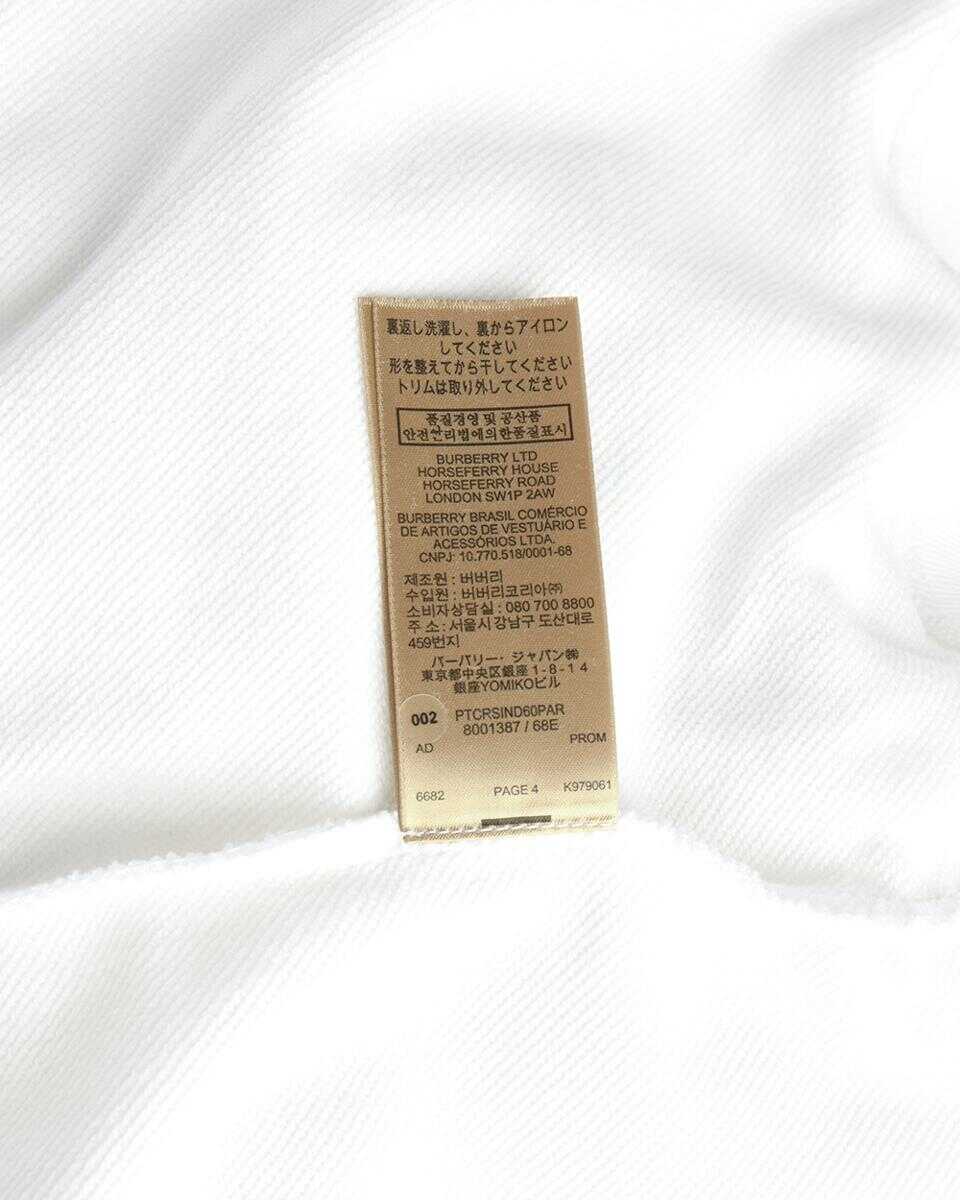 裏返し洗濯し、裏からアイロン
してください
形を整えてから干してください
トリムは取り外してください
품질경영 및 공산품
안전관리법에의한품질표시
BURBERRY LTD
HORSEFERRY HOUSE
HORSEFERRY ROAD
LONDON SW1P 2AW
BURBERRY BRASIL COMÉRCIO
DE ARTIGOS DE VESTUÁRIO E
ACESSÓRIOS LTDA.
CNPJ: 10.770.518/0001-68
제조원 : 버버리
수입원 : 버버리코리아㈜
소비자상담실 : 080 700 8800
주 소 : 서울시 강남구 도산대로
459번지
バーバリー・ジャパン㈱
東京都中央区銀座 1 - 8 - 1 4
銀座YOMIKOビル
002 PTCRSIND60PAR
8001387 / 68E
AD PROM
6682 PAGE 4 K979061